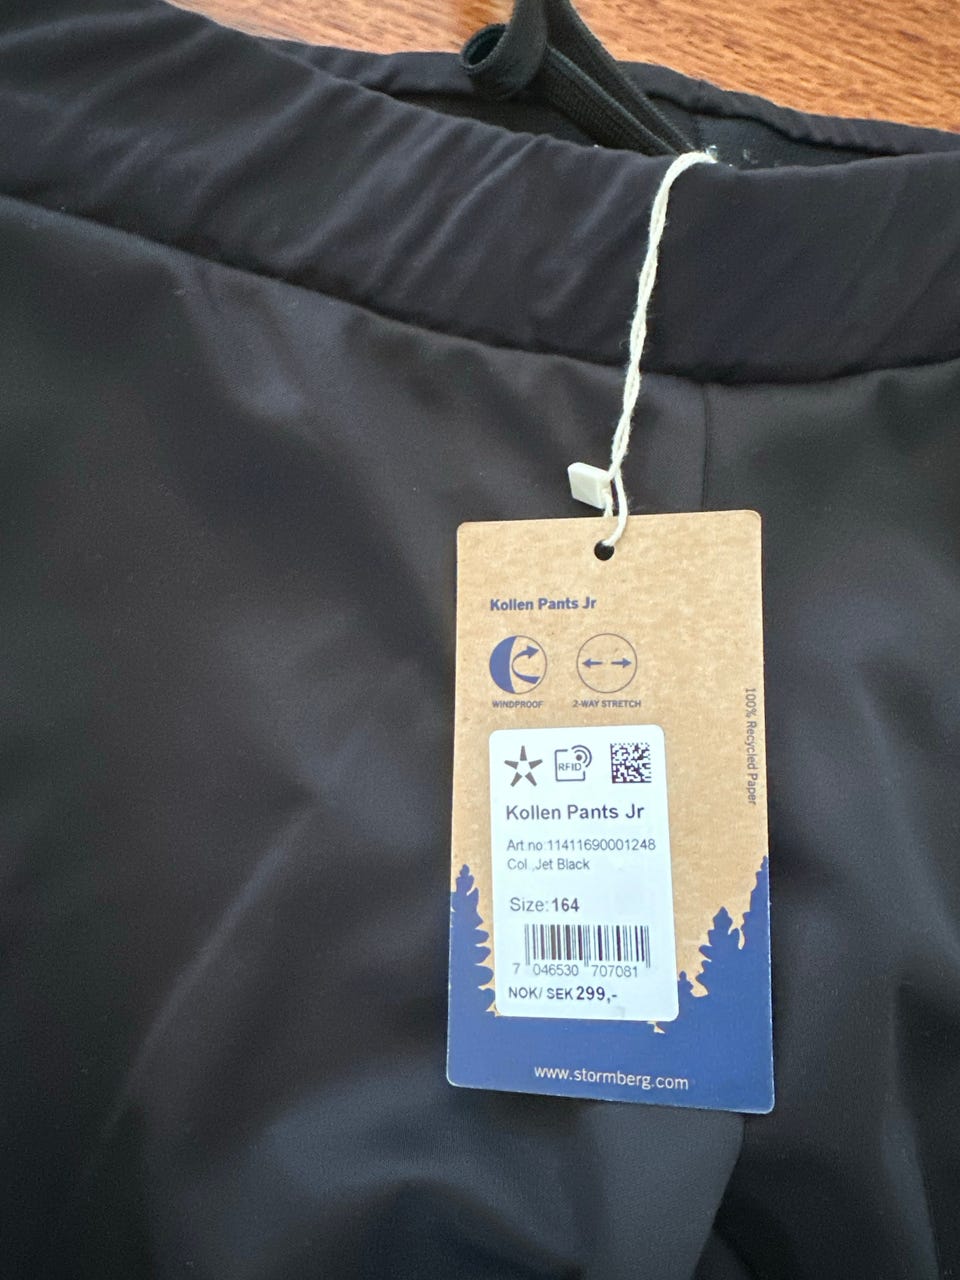 Kollen Pants Jr
WINDPROOF
2-WAY STRETCH
100% Recycled Paper
RFID
Kollen Pants Jr
Art.no:11411690001248
Col.:Jet Black
Size:164
7 046530 707081
NOK/ SEK 299,-
www.stormberg.com